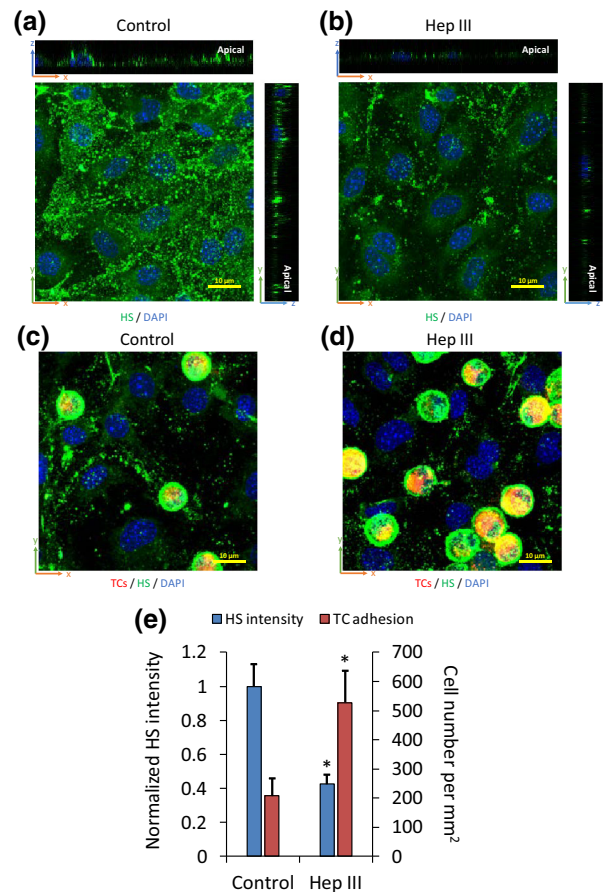 (a) Control
(b) Hep III
z
Apical
x
z
Apical
x
y
10 µm
x
Apical
z
y
10 µm
x
Apical
z
HS / DAPI
HS / DAPI
(c) Control
(d) Hep III
y
10 µm
x
y
10 µm
x
TCs / HS / DAPI
TCs / HS / DAPI
(e)
HS intensity TC adhesion
Normalized HS intensity
1.2
1
0.8
0.6
0.4
0.2
0
* *
700
600
500
400
300
200
100
0
Cell number per mm²
Control Hep III